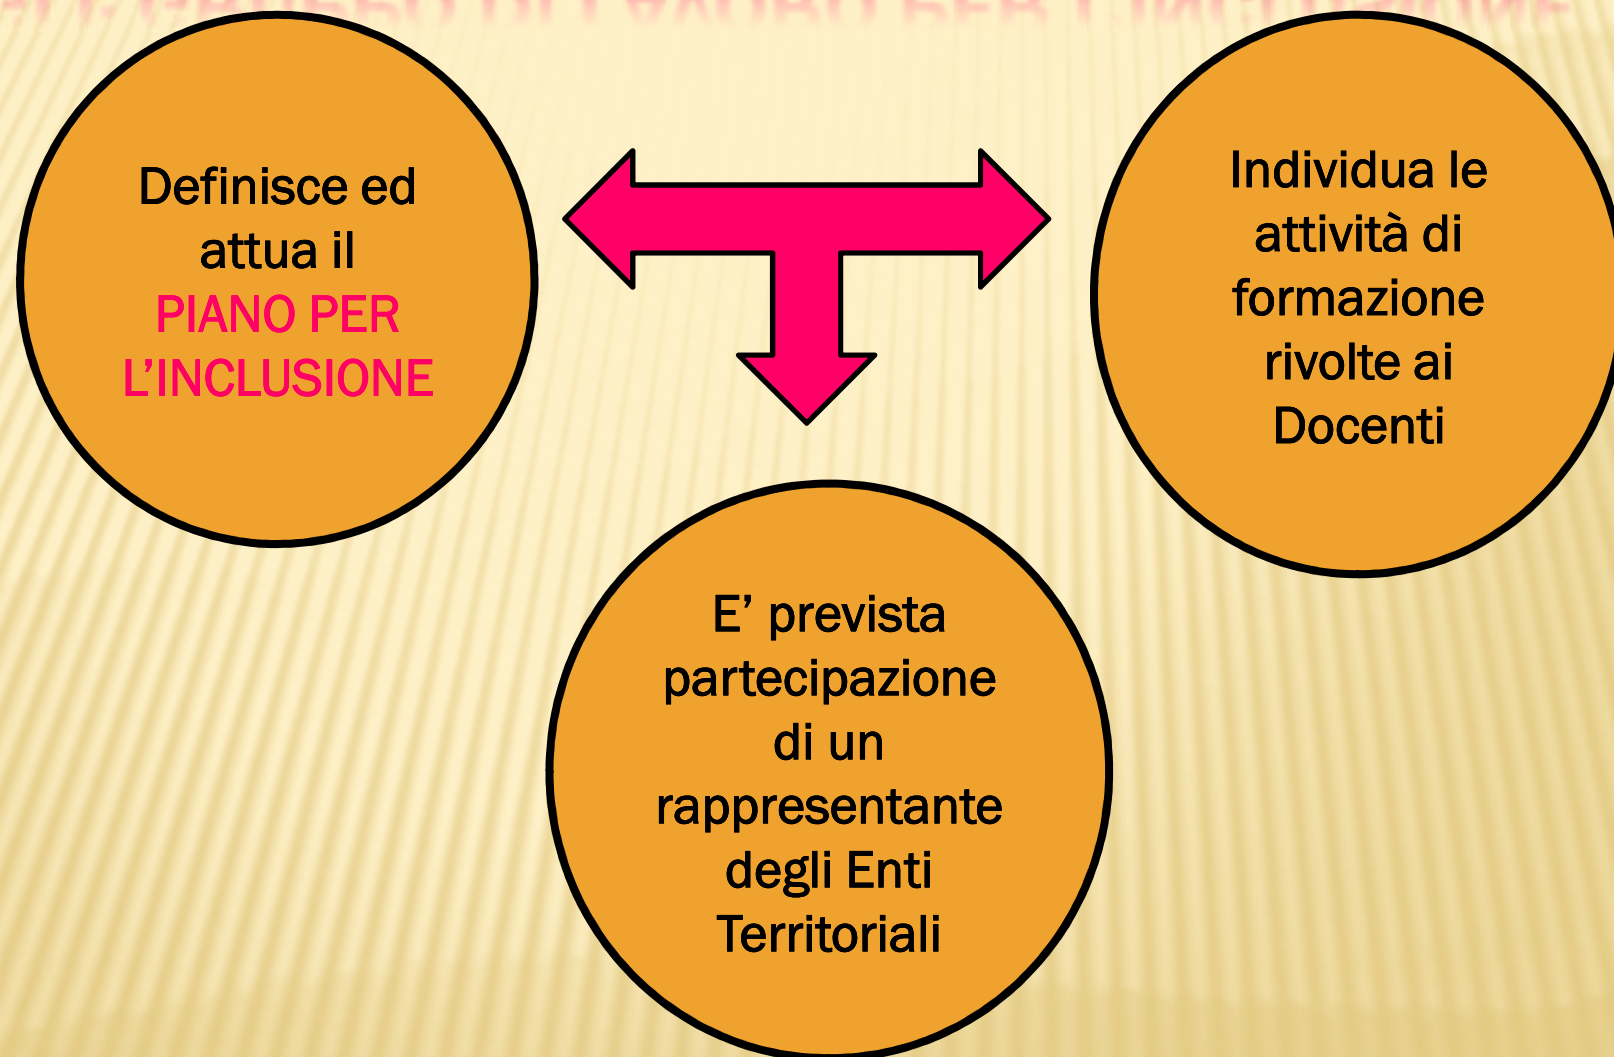 Definisce ed
attua il
PIANO PER
L’INCLUSIONE
Individua le
attività di
formazione
rivolte ai
Docenti
E’ prevista
partecipazione
di un
rappresentante
degli Enti
Territoriali